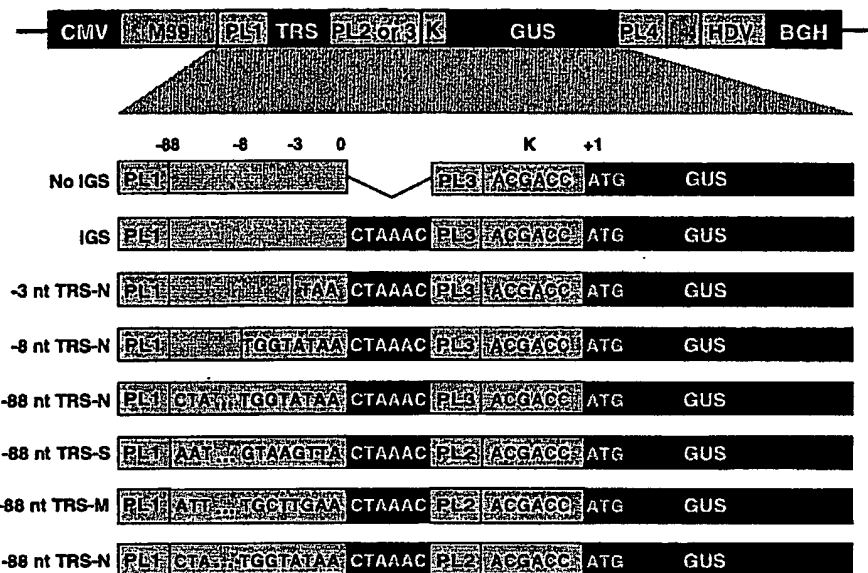 CMV M39 PL1 TRS PL2 or 3 K GUS PL4 HDV BGH
-88 -8 -3 0 K +1
No IGS PL1 PL3 ACGACC ATG GUS
IGS PL1 CTAAAC PL3 ACGACC ATG GUS
-3 nt TRS-N PL1 TAA CTAAAC PL3 ACGACC ATG GUS
-8 nt TRS-N PL1 TGGTATAA CTAAAC PL3 ACGACC ATG GUS
-88 nt TRS-N PL1 CTA...TGGTATAA CTAAAC PL3 ACGACC ATG GUS
-88 nt TRS-S PL1 AAT...GTAAGTTA CTAAAC PL2 ACGACC ATG GUS
-88 nt TRS-M PL1 ATT...TGCTTGAA CTAAAC PL2 ACGACC ATG GUS
-88 nt TRS-N PL1 CTA...TGGTATAA CTAAAC PL2 ACGACC ATG GUS